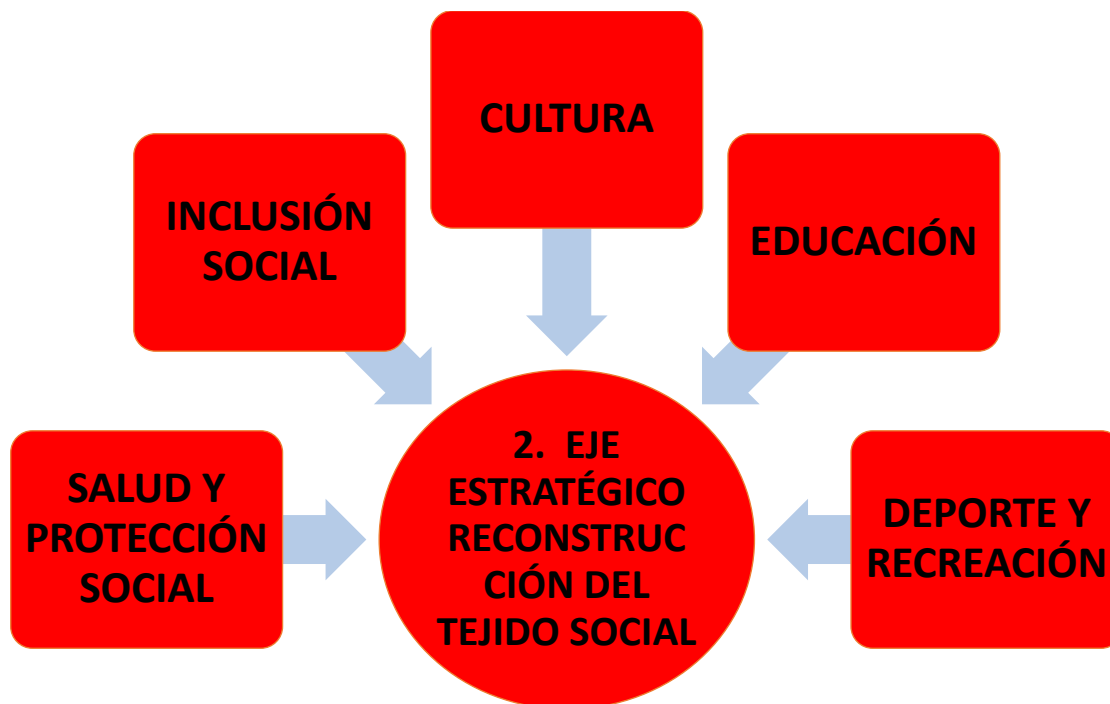 CULTURA
INCLUSIÓN
SOCIAL
EDUCACIÓN
SALUD Y
PROTECCIÓN
SOCIAL
2. EJE
ESTRATÉGICO
RECONSTRUC
CIÓN DEL
TEJIDO SOCIAL
DEPORTE Y
RECREACIÓN